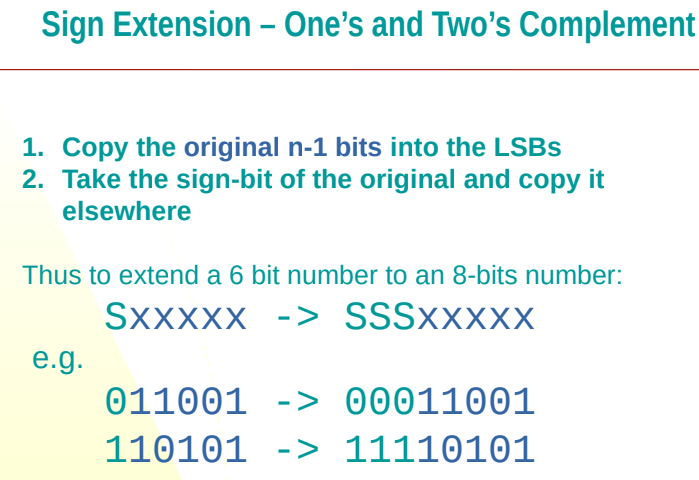 Sign Extension – One’s and Two’s Complement
1. Copy the original n-1 bits into the LSBs
2. Take the sign-bit of the original and copy it
elsewhere
Thus to extend a 6 bit number to an 8-bits number:
Sxxxxx -> SSSxxxxx
e.g.
011001 -> 00011001
110101 -> 11110101